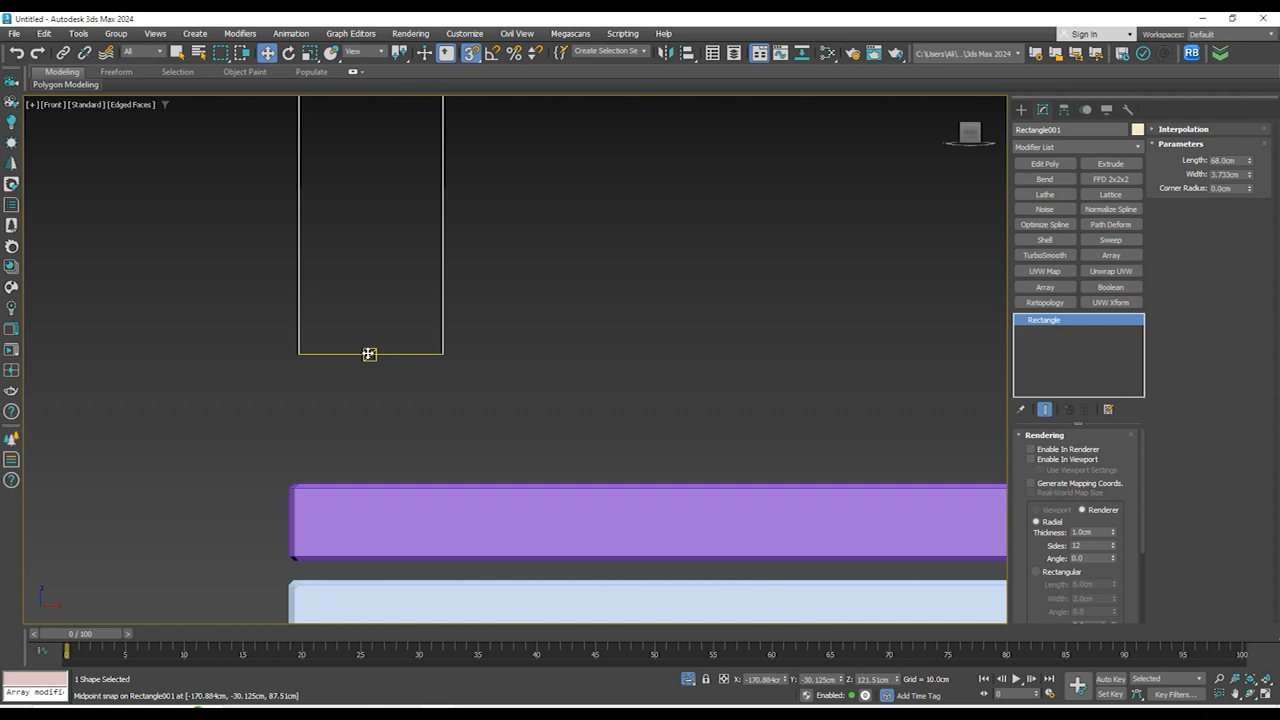 Untitled - Autodesk 3ds Max 2024
File Edit Tools Group Views Create Modifiers Animation Graph Editors Rendering Customize Civil View Megascans Scripting Help
Sign In Workspaces: Default
All View 3 Create Selection Se C:\Users\Ali\...\3ds Max 2024 RB
Modeling Freeform Selection Object Paint Populate
Polygon Modeling
[+] [Front] [Standard] [Edged Faces]
Rectangle001
Modifier List
Edit Poly Extrude
Bend FFD 2x2x2
Lathe Lattice
Noise Normalize Spline
Optimize Spline Path Deform
Shell Sweep
TurboSmooth Array
UVW Map Unwrap UVW
Array Boolean
Retopology UVW Xform
Rectangle
Interpolation
Parameters
Length: 68.0cm
Width: 3.733cm
Corner Radius: 0.0cm
Rendering
Enable In Renderer
Enable In Viewport
Use Viewport Settings
Generate Mapping Coords.
Real-World Map Size
Viewport Renderer
Radial
Thickness: 1.0cm
Sides: 12
Angle: 0.0
Rectangular
Length: 6.0cm
Width: 2.0cm
Angle: 0.0
0 / 100
0 5 10 15 20 25 30 35 40 45 50 55 60 65 70 75 80 85 90 95 100
1 Shape Selected
X: -170.884cr Y: -30.125cm Z: 121.51cm Grid = 10.0cm
Auto Key Selected
Array modifi
Midpoint snap on Rectangle001 at [-170.884cm, -30.125cm, 87.51cm]
Enabled: Add Time Tag
0
Set Key Key Filters...